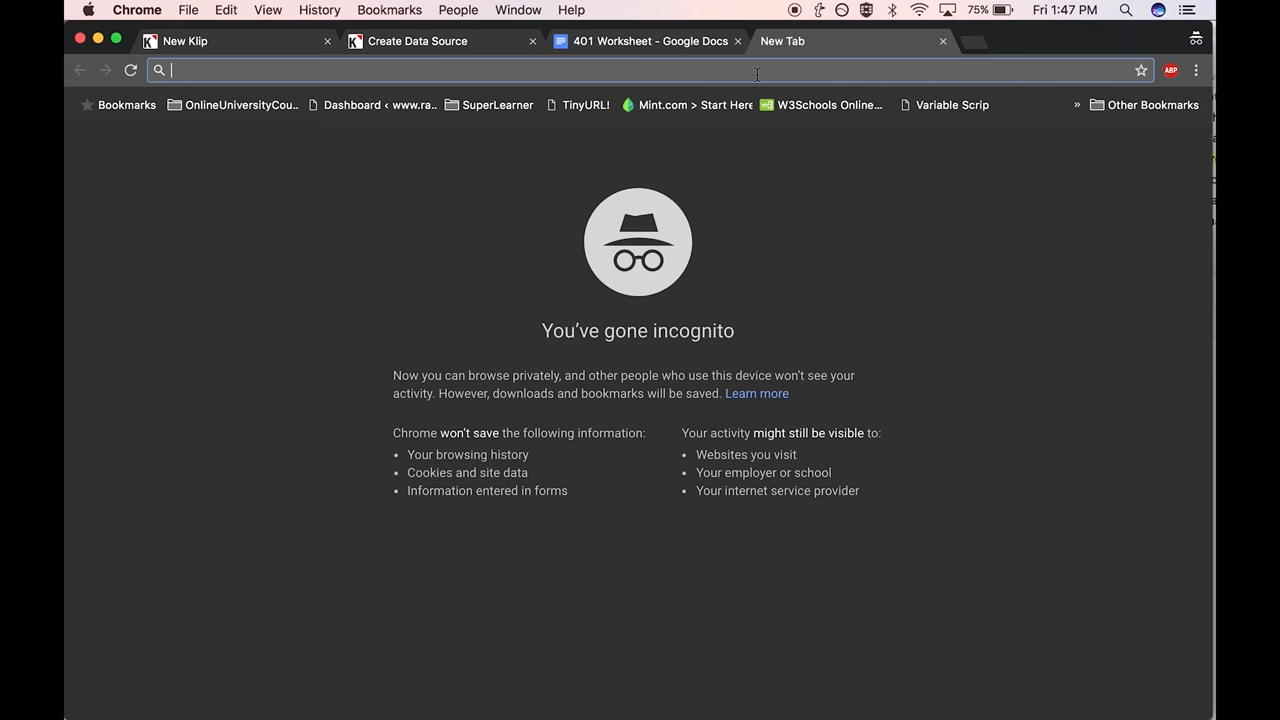 Chrome File Edit View History Bookmarks People Window Help 75% Fri 1:47 PM
New Klip Create Data Source 401 Worksheet - Google Docs New Tab
ABP
Bookmarks OnlineUniversityCou.. Dashboard ‹ www.ra.. SuperLearner TinyURL! Mint.com > Start Here W3Schools Online... Variable Scrip » Other Bookmarks
You've gone incognito
Now you can browse privately, and other people who use this device won't see your
activity. However, downloads and bookmarks will be saved. Learn more
Chrome won't save the following information:
• Your browsing history
• Cookies and site data
• Information entered in forms
Your activity might still be visible to:
• Websites you visit
• Your employer or school
• Your internet service provider